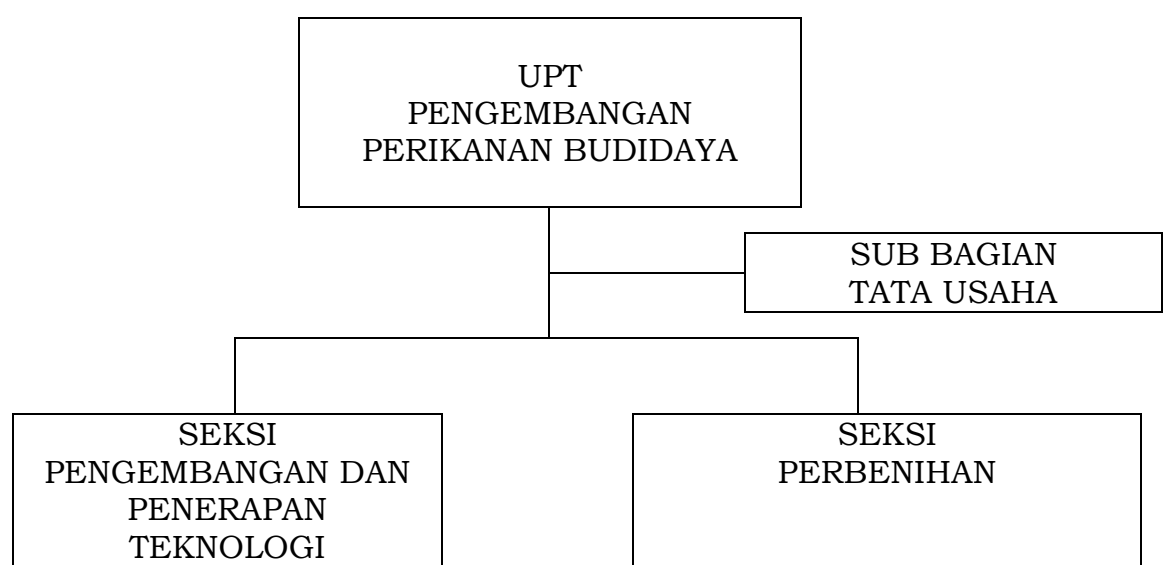 UPT
PENGEMBANGAN
PERIKANAN BUDIDAYA
SUB BAGIAN
TATA USAHA
SEKSI
PENGEMBANGAN DAN
PENERAPAN
TEKNOLOGI
SEKSI
PERBENIHAN